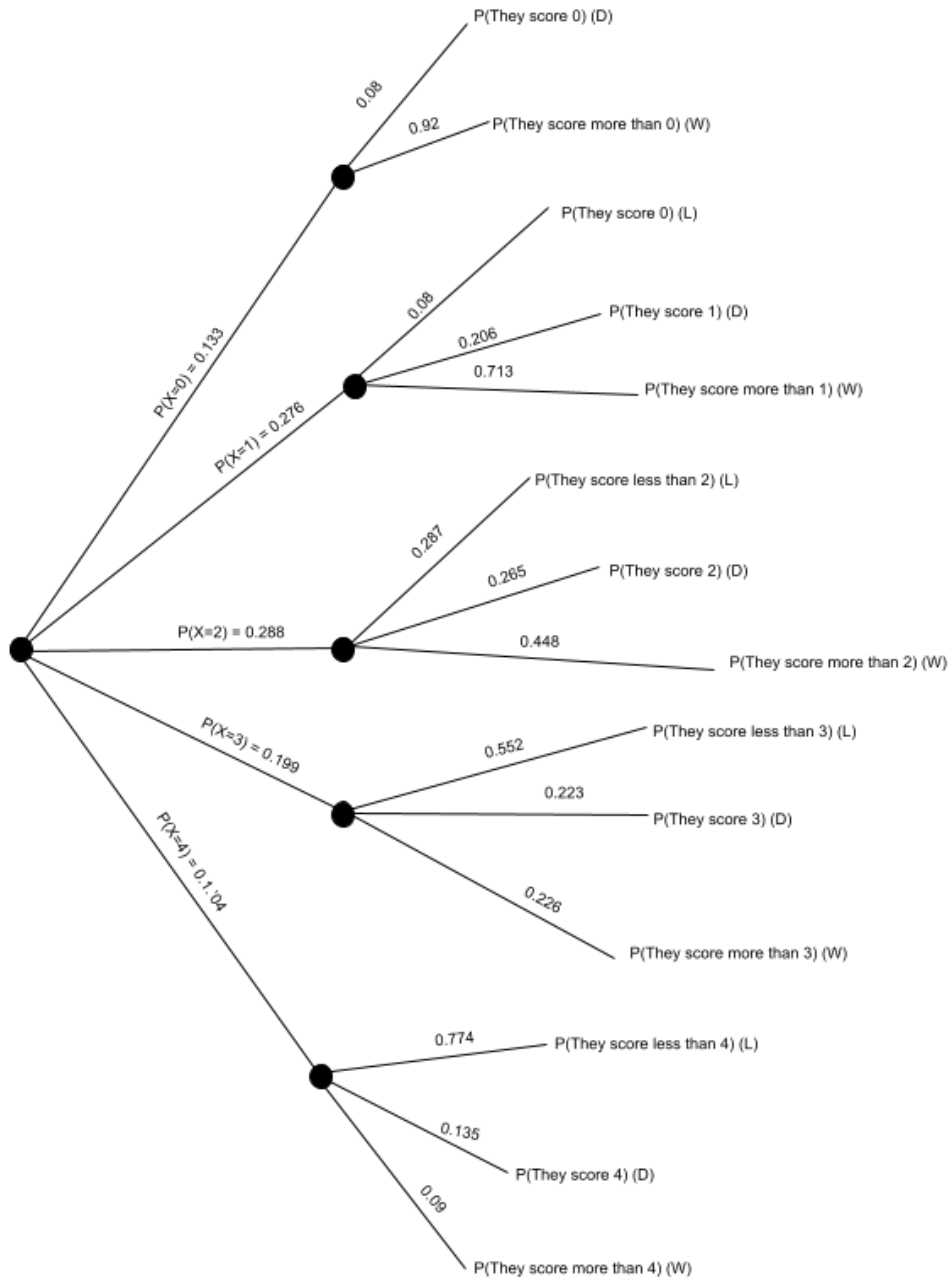 P(They score 0) (D)
0.08
0.92
P(They score more than 0) (W)
P(X=0) = 0.133
P(They score 0) (L)
0.08
P(They score 1) (D)
0.206
0.713
P(They score more than 1) (W)
P(X=1) = 0.276
P(They score less than 2) (L)
0.287
0.265
P(They score 2) (D)
P(X=2) = 0.288
0.448
P(They score more than 2) (W)
P(X=3) = 0.199
0.552
P(They score less than 3) (L)
0.223
P(They score 3) (D)
0.226
P(They score more than 3) (W)
P(X=4) = 0.1.'04
0.774
P(They score less than 4) (L)
0.135
P(They score 4) (D)
0.09
P(They score more than 4) (W)